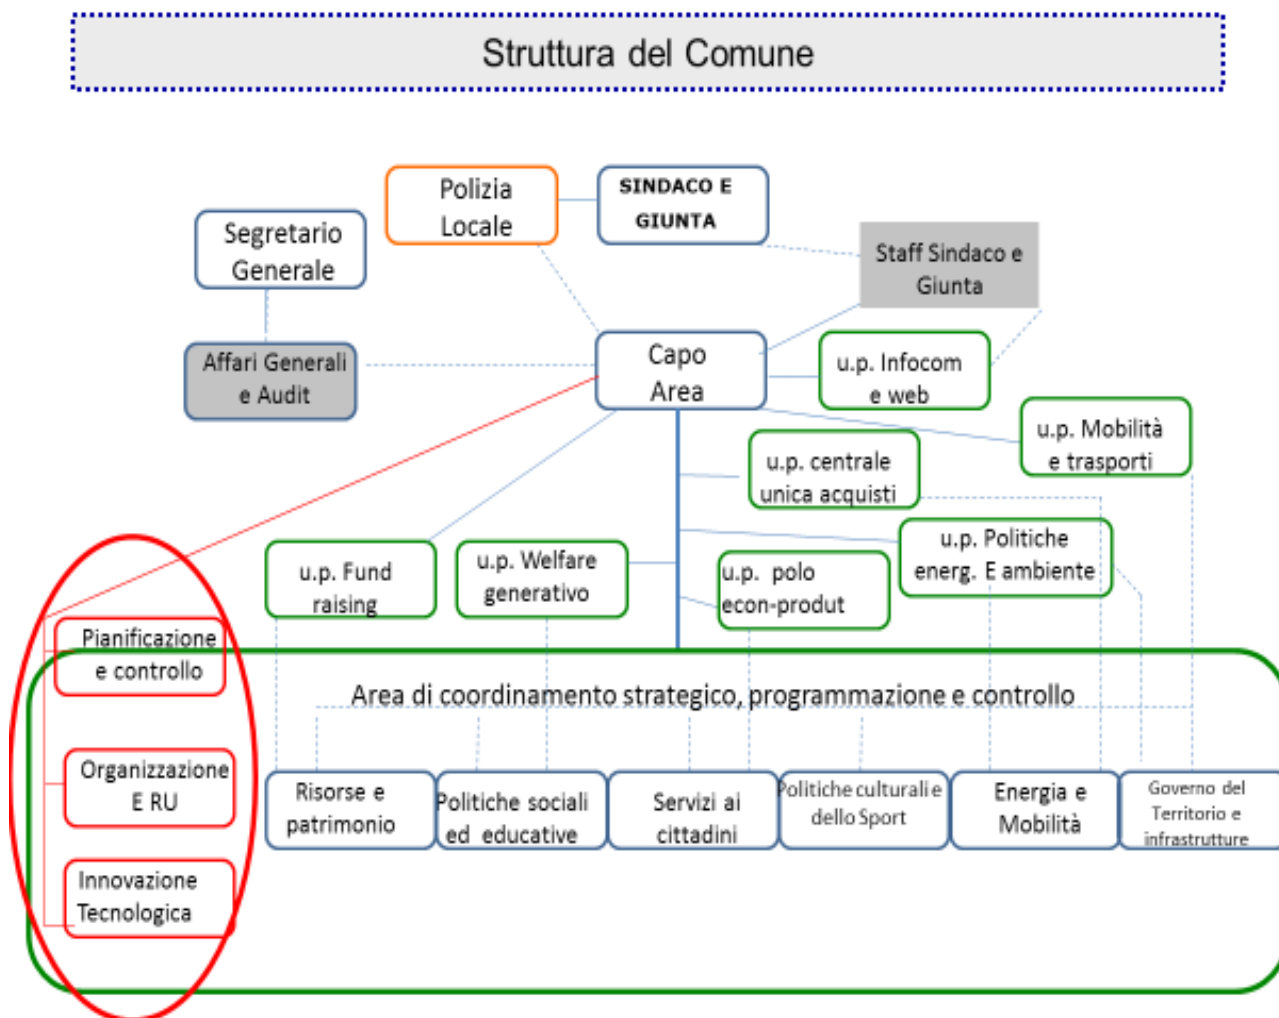 Struttura del Comune
Polizia
Locale
SINDACO E
GIUNTA
Segretario
Generale
Staff Sindaco e
Giunta
Affari Generali
e Audit
Capo
Area
u.p. Infocom
e web
u.p. Mobilità
e trasporti
u.p. centrale
unica acquisti
u.p. Politiche
energ. E ambiente
u.p. Fund
raising
u.p. Welfare
generativo
u.p. polo
econ-produt
Pianificazione
e controllo
Area di coordinamento strategico, programmazione e controllo
Organizzazione
E RU
Risorse e
patrimonio
Politiche sociali
ed educative
Servizi ai
cittadini
Politiche culturali e
dello Sport
Energia e
Mobilità
Governo del
Territorio e
infrastrutture
Innovazione
Tecnologica